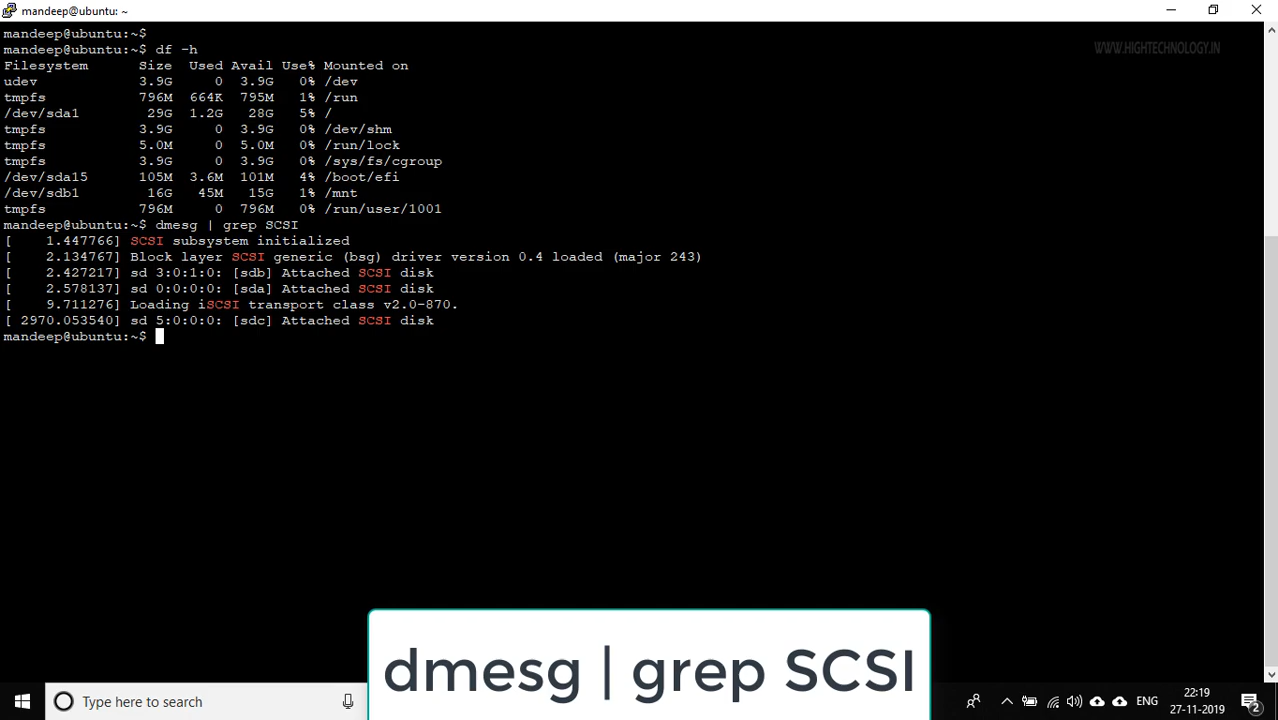 mandeep@ubuntu: ~
WWW.HIGHTECHNOLOGY.IN
mandeep@ubuntu:~$
mandeep@ubuntu:~$ df -h
Filesystem Size Used Avail Use% Mounted on
udev 3.9G 0 3.9G 0% /dev
tmpfs 796M 664K 795M 1% /run
/dev/sda1 29G 1.2G 28G 5% /
tmpfs 3.9G 0 3.9G 0% /dev/shm
tmpfs 5.0M 0 5.0M 0% /run/lock
tmpfs 3.9G 0 3.9G 0% /sys/fs/cgroup
/dev/sda15 105M 3.6M 101M 4% /boot/efi
/dev/sdb1 16G 45M 15G 1% /mnt
tmpfs 796M 0 796M 0% /run/user/1001
mandeep@ubuntu:~$ dmesg | grep SCSI
[ 1.447766] SCSI subsystem initialized
[ 2.134767] Block layer SCSI generic (bsg) driver version 0.4 loaded (major 243)
[ 2.427217] sd 3:0:1:0: [sdb] Attached SCSI disk
[ 2.578137] sd 0:0:0:0: [sda] Attached SCSI disk
[ 9.711276] Loading iSCSI transport class v2.0-870.
[ 2970.053540] sd 5:0:0:0: [sdc] Attached SCSI disk
mandeep@ubuntu:~$
dmesg | grep SCSI
Type here to search
ENG
22:19
27-11-2019
2